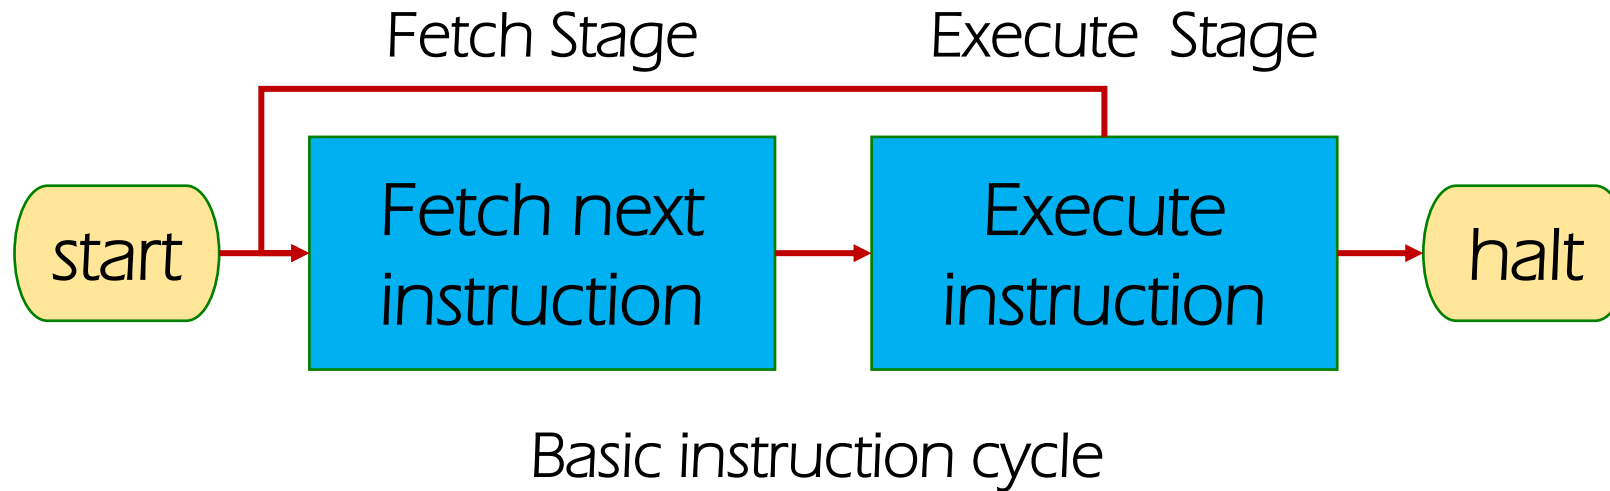 Fetch Stage
Execute Stage
start
Fetch next
instruction
Execute
instruction
halt
Basic instruction cycle